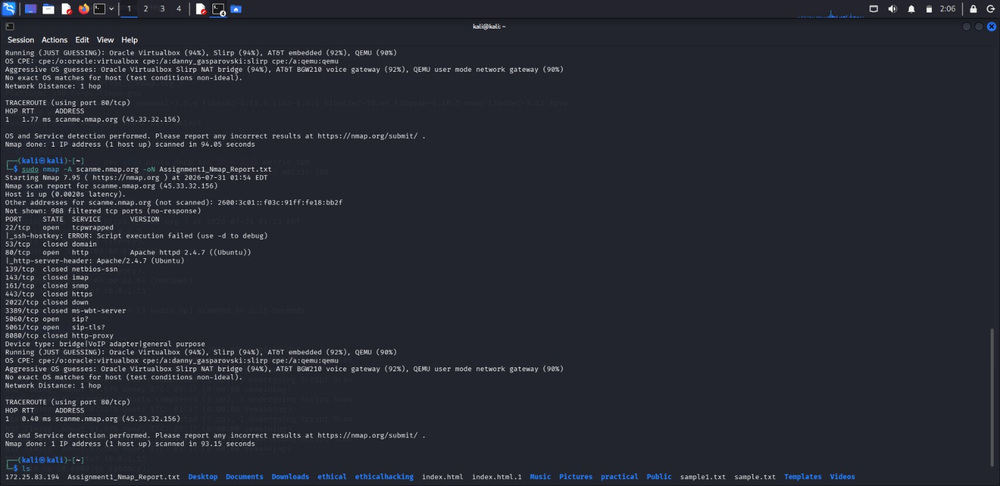 1 2 3 4
2:06
kali@kali: ~
Session Actions Edit View Help
Running (JUST GUESSING): Oracle Virtualbox (94%), Slirp (94%), AT&T embedded (92%), QEMU (90%)
OS CPE: cpe:/o:oracle:virtualbox cpe:/a:danny_gasparovski:slirp cpe:/a:qemu:qemu
Aggressive OS guesses: Oracle Virtualbox Slirp NAT bridge (94%), AT&T BGW210 voice gateway (92%), QEMU user mode network gateway (90%)
No exact OS matches for host (test conditions non-ideal).
Network Distance: 1 hop
TRACEROUTE (using port 80/tcp)
HOP RTT     ADDRESS
1   1.77 ms scanme.nmap.org (45.33.32.156)
OS and Service detection performed. Please report any incorrect results at https://nmap.org/submit/ .
Nmap done: 1 IP address (1 host up) scanned in 94.05 seconds
┌──(kali㉿kali)-[~]
└─$ sudo nmap -A scanme.nmap.org -oN Assignment1_Nmap_Report.txt
Starting Nmap 7.95 ( https://nmap.org ) at 2026-07-31 01:54 EDT
Nmap scan report for scanme.nmap.org (45.33.32.156)
Host is up (0.0020s latency).
Other addresses for scanme.nmap.org (not scanned): 2600:3c01::f03c:91ff:fe18:bb2f
Not shown: 988 filtered tcp ports (no-response)
PORT     STATE  SERVICE       VERSION
22/tcp   open   tcpwrapped
|_ssh-hostkey: ERROR: Script execution failed (use -d to debug)
53/tcp   closed domain
80/tcp   open   http          Apache httpd 2.4.7 ((Ubuntu))
|_http-server-header: Apache/2.4.7 (Ubuntu)
139/tcp  closed netbios-ssn
143/tcp  closed imap
161/tcp  closed snmp
443/tcp  closed https
2022/tcp closed down
3389/tcp closed ms-wbt-server
5060/tcp open   sip?
5061/tcp open   sip-tls?
8080/tcp closed http-proxy
Device type: bridge|VoIP adapter|general purpose
Running (JUST GUESSING): Oracle Virtualbox (94%), Slirp (94%), AT&T embedded (92%), QEMU (90%)
OS CPE: cpe:/o:oracle:virtualbox cpe:/a:danny_gasparovski:slirp cpe:/a:qemu:qemu
Aggressive OS guesses: Oracle Virtualbox Slirp NAT bridge (94%), AT&T BGW210 voice gateway (92%), QEMU user mode network gateway (90%)
No exact OS matches for host (test conditions non-ideal).
Network Distance: 1 hop
TRACEROUTE (using port 80/tcp)
HOP RTT     ADDRESS
1   0.40 ms scanme.nmap.org (45.33.32.156)
OS and Service detection performed. Please report any incorrect results at https://nmap.org/submit/ .
Nmap done: 1 IP address (1 host up) scanned in 93.15 seconds
┌──(kali㉿kali)-[~]
└─$ ls
172.25.83.194  Assignment1_Nmap_Report.txt  Desktop  Documents  Downloads  ethical  ethicalhacking  index.html  index.html.1  Music  Pictures  practical  Public  sample1.txt  sample.txt  Templates  Videos